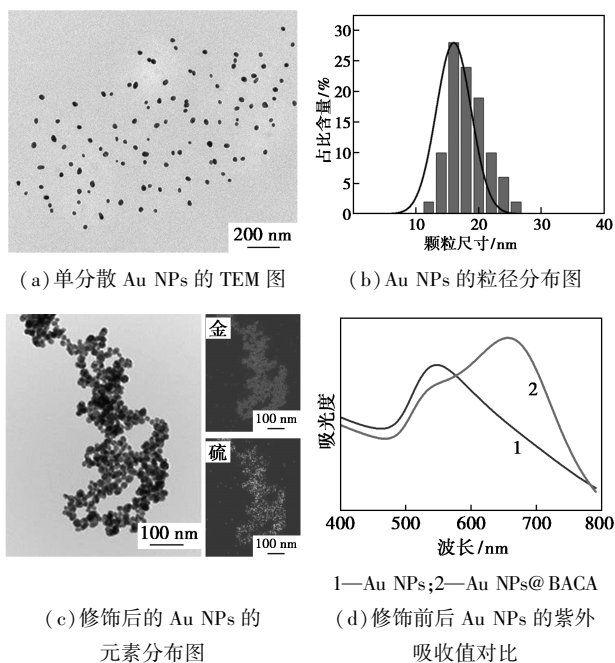 200 nm
占比含量/%
30
25
20
15
10
5
0
0 10 20 30 40
颗粒尺寸/nm
(a)单分散 Au NPs 的 TEM 图
(b)Au NPs 的粒径分布图
金
100 nm
硫
100 nm
100 nm
吸光度
1
2
400 500 600 700 800
波长/nm
1—Au NPs;2—Au NPs@BACA
(c)修饰后的 Au NPs 的
元素分布图
(d)修饰前后 Au NPs 的紫外
吸收值对比